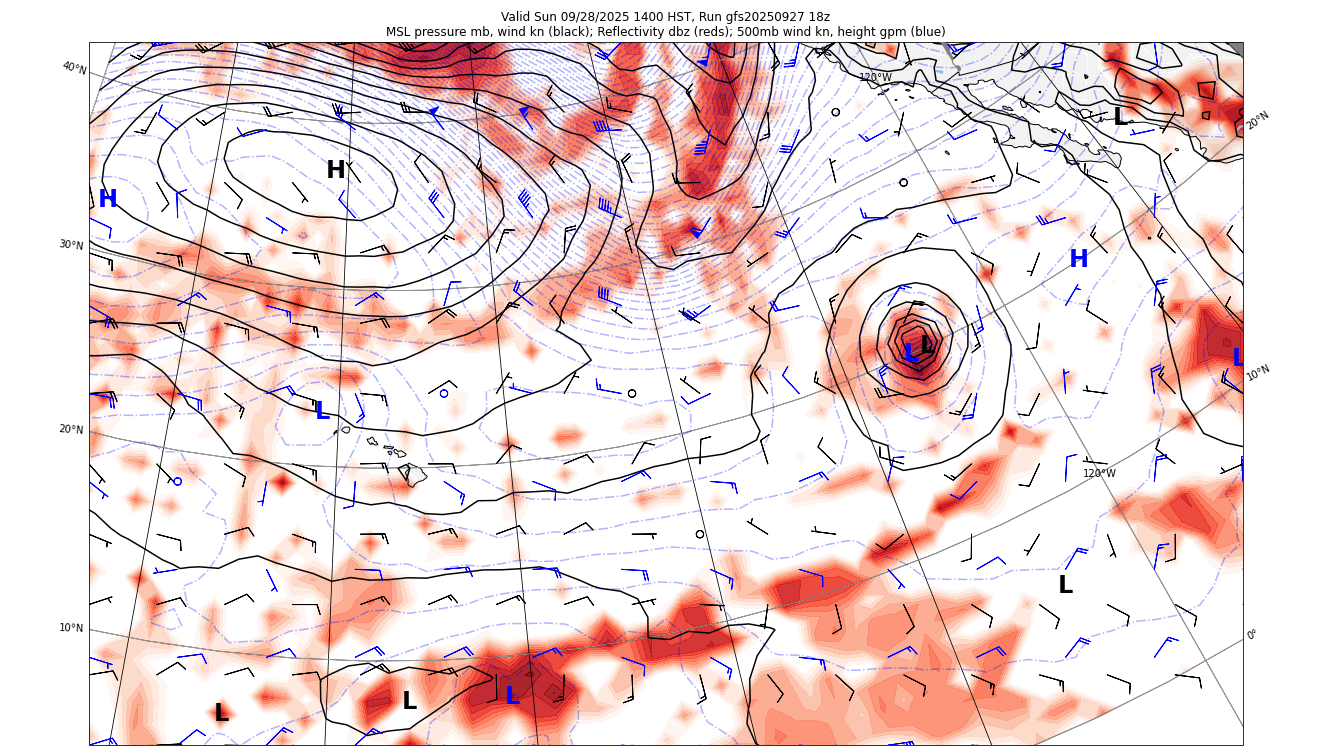 Valid Sun 09/28/2025 1400 HST, Run gfs20250927 18z
MSL pressure mb, wind kn (black); Reflectivity dbz (reds); 500mb wind kn, height gpm (blue)
40°N
120°W
L
20°N
H
H
30°N
H
L
L
L
10°N
L
20°N
120°W
L
10°N
0°
L
L
L